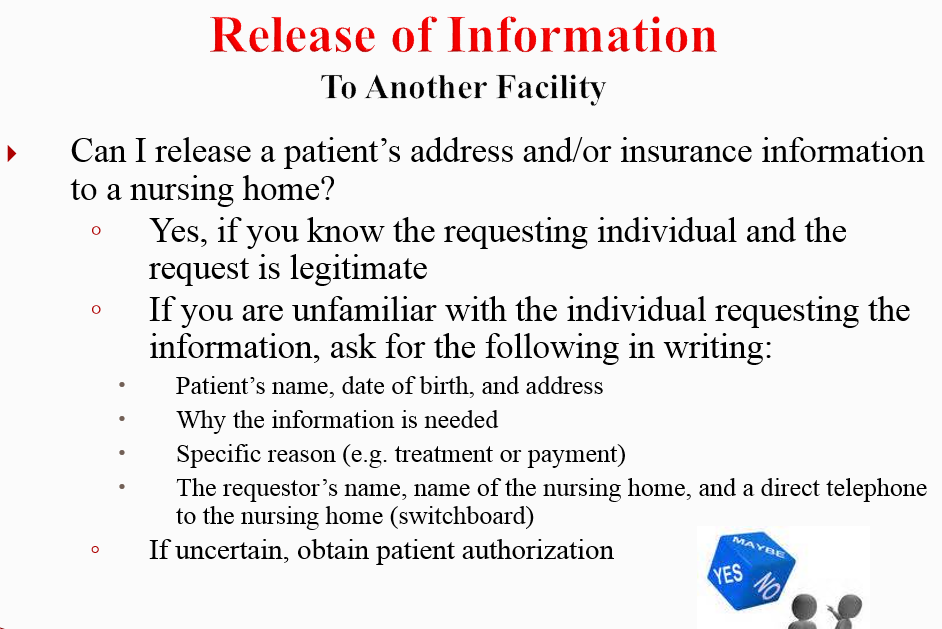 Release of Information
To Another Facility
Can I release a patient’s address and/or insurance information
to a nursing home?
Yes, if you know the requesting individual and the
request is legitimate
If you are unfamiliar with the individual requesting the
information, ask for the following in writing:
Patient’s name, date of birth, and address
Why the information is needed
Specific reason (e.g. treatment or payment)
The requestor’s name, name of the nursing home, and a direct telephone
to the nursing home (switchboard)
If uncertain, obtain patient authorization
MAYBE
YES
NO